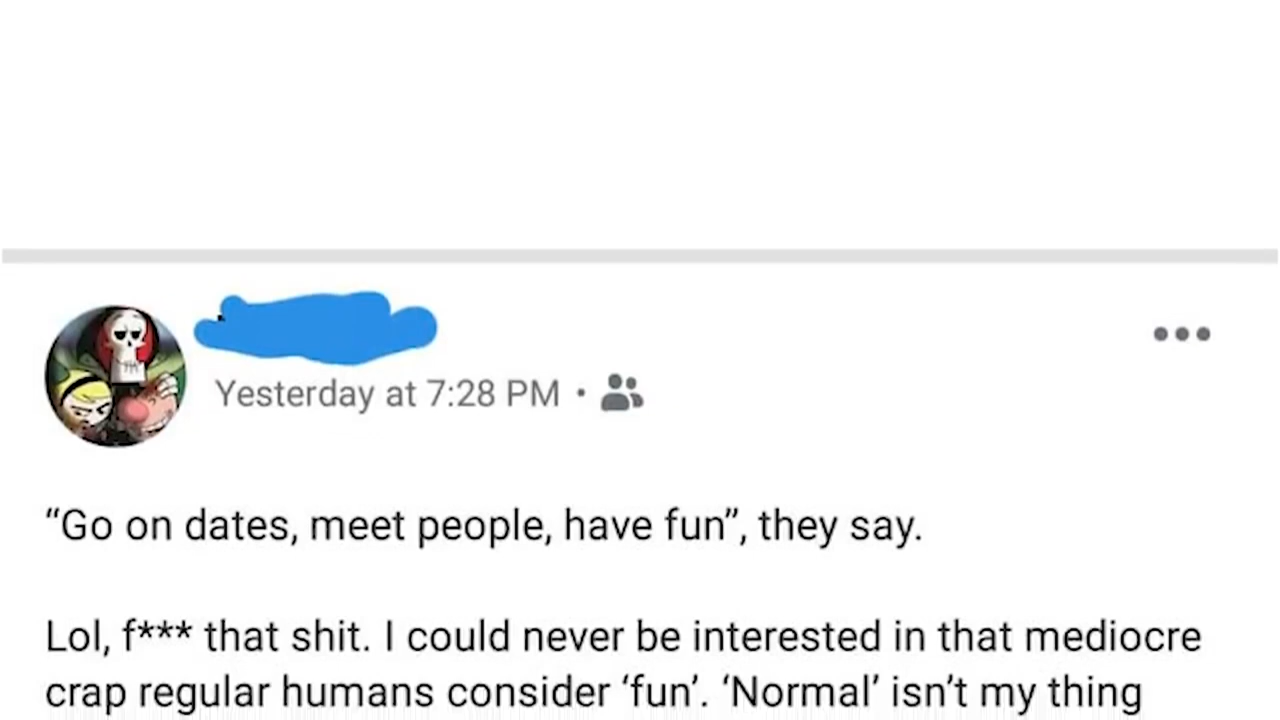 Yesterday at 7:28 PM •
“Go on dates, meet people, have fun”, they say.
Lol, f*** that shit. I could never be interested in that mediocre
crap regular humans consider ‘fun’. ‘Normal’ isn’t my thing